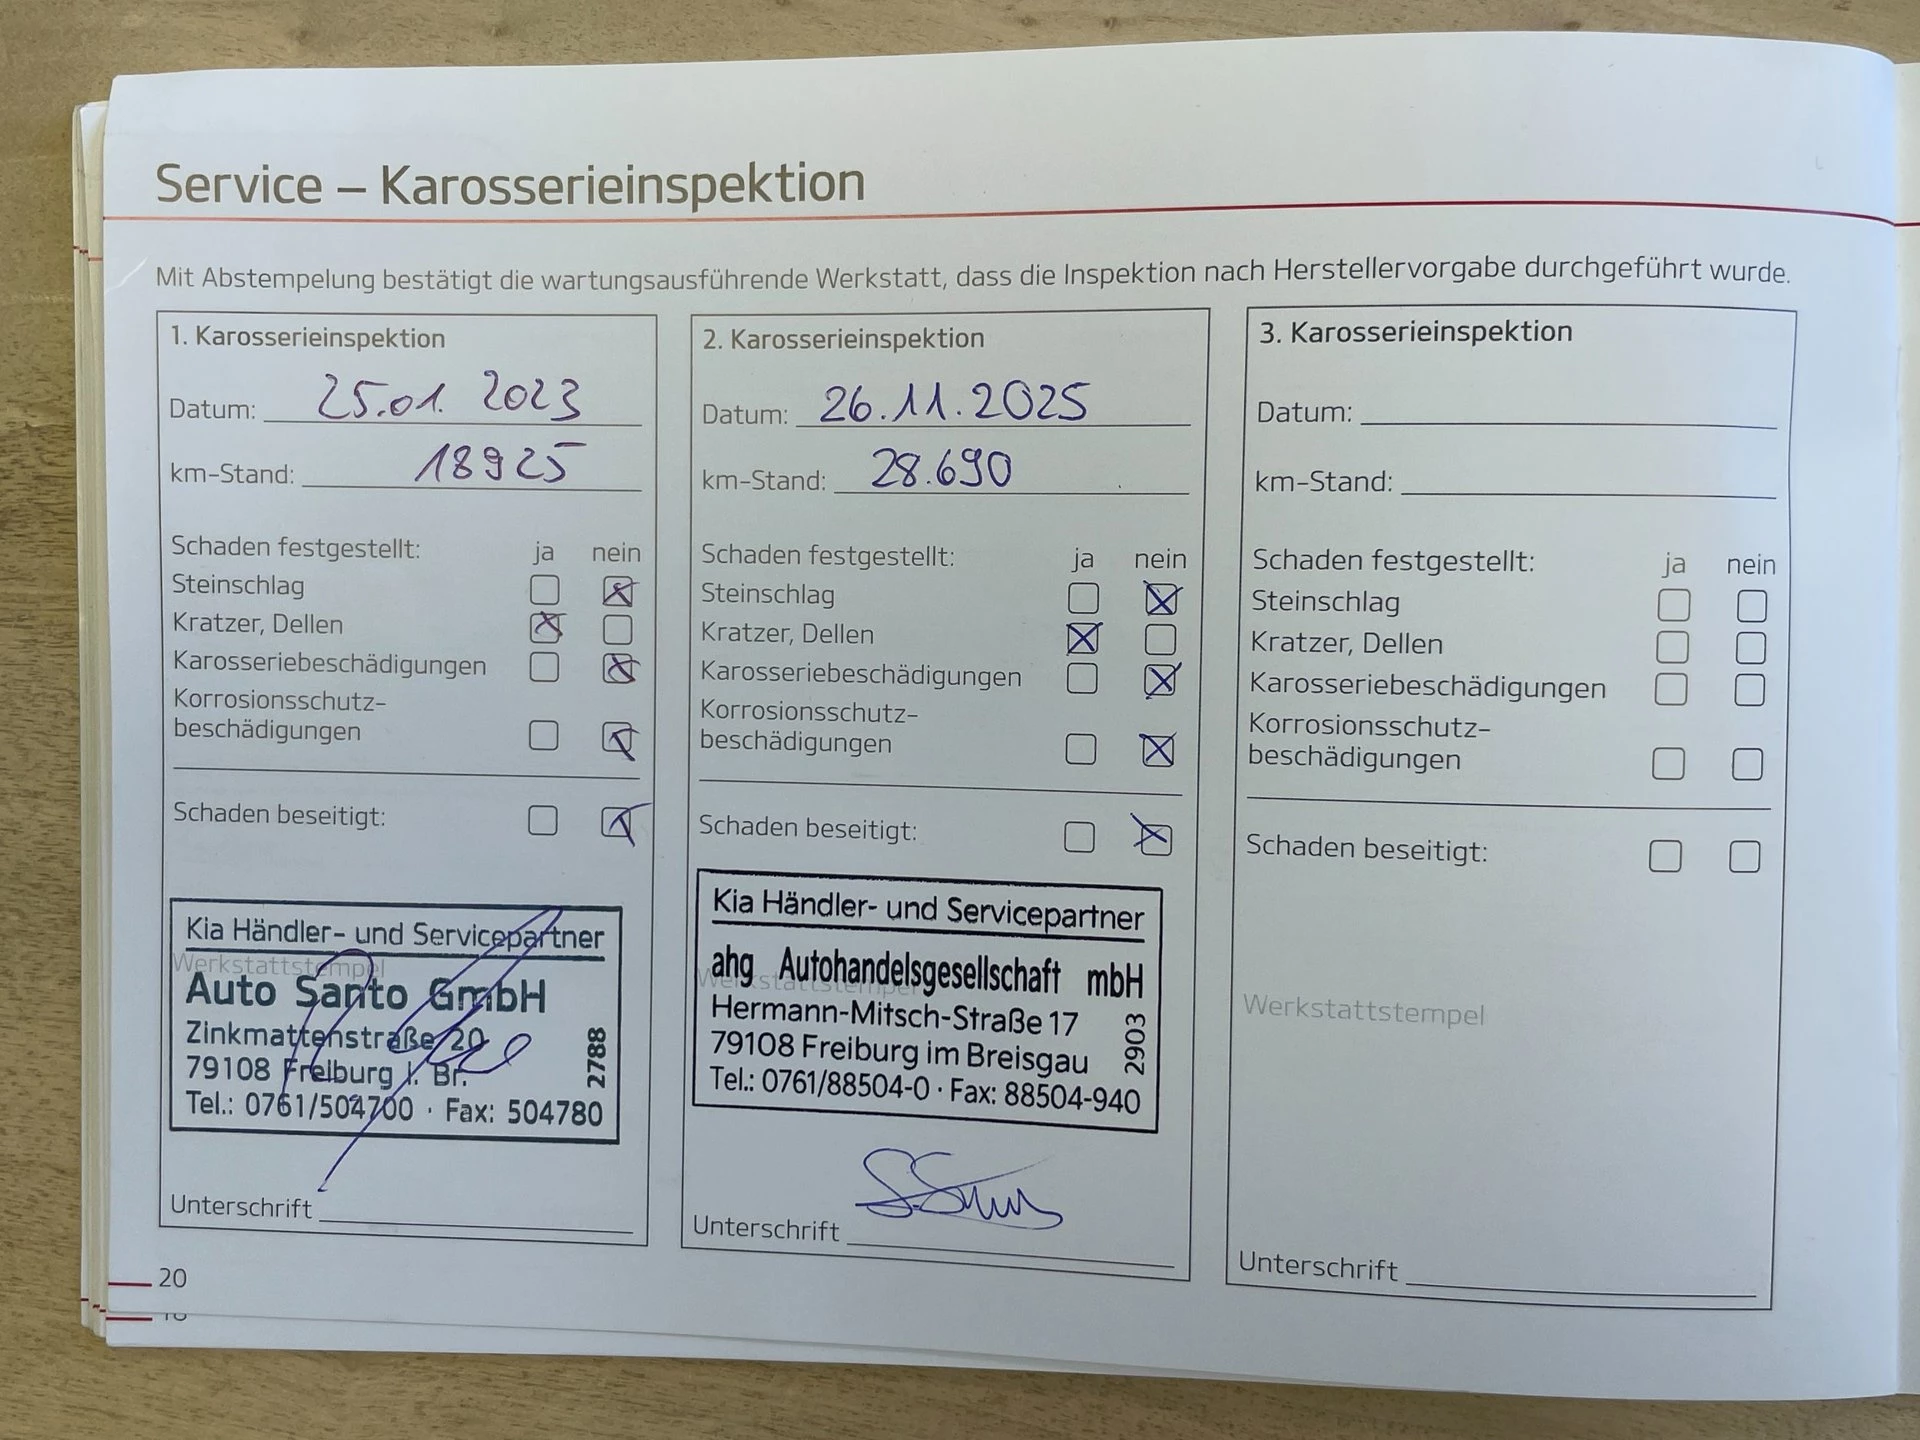 Service – Karosserieinspektion
Mit Abstempelung bestätigt die wartungsausführende Werkstatt, dass die Inspektion nach Herstellervorgabe durchgeführt wurde.
1. Karosserieinspektion
Datum: 25.01. 2023
km-Stand: 18925
Schaden festgestellt: ja nein
Steinschlag
Kratzer, Dellen
Karosseriebeschädigungen
Korrosionsschutz-
beschädigungen
Schaden beseitigt:
Kia Händler- und Servicepartner
Werkstattstempel
Auto Santo GmbH
Zinkmattenstraße 20
79108 Freiburg i. Br.
2788
Tel.: 0761/504700 · Fax: 504780
Unterschrift
2. Karosserieinspektion
Datum: 26.11.2025
km-Stand: 28.690
Schaden festgestellt: ja nein
Steinschlag
Kratzer, Dellen
Karosseriebeschädigungen
Korrosionsschutz-
beschädigungen
Schaden beseitigt:
Kia Händler- und Servicepartner
ahg Autohandelsgesellschaft mbH
Werkstattstempel
Hermann-Mitsch-Straße 17
79108 Freiburg im Breisgau
2903
Tel.: 0761/88504-0 · Fax: 88504-940
Unterschrift
3. Karosserieinspektion
Datum:
km-Stand:
Schaden festgestellt: ja nein
Steinschlag
Kratzer, Dellen
Karosseriebeschädigungen
Korrosionsschutz-
beschädigungen
Schaden beseitigt:
Werkstattstempel
Unterschrift
20